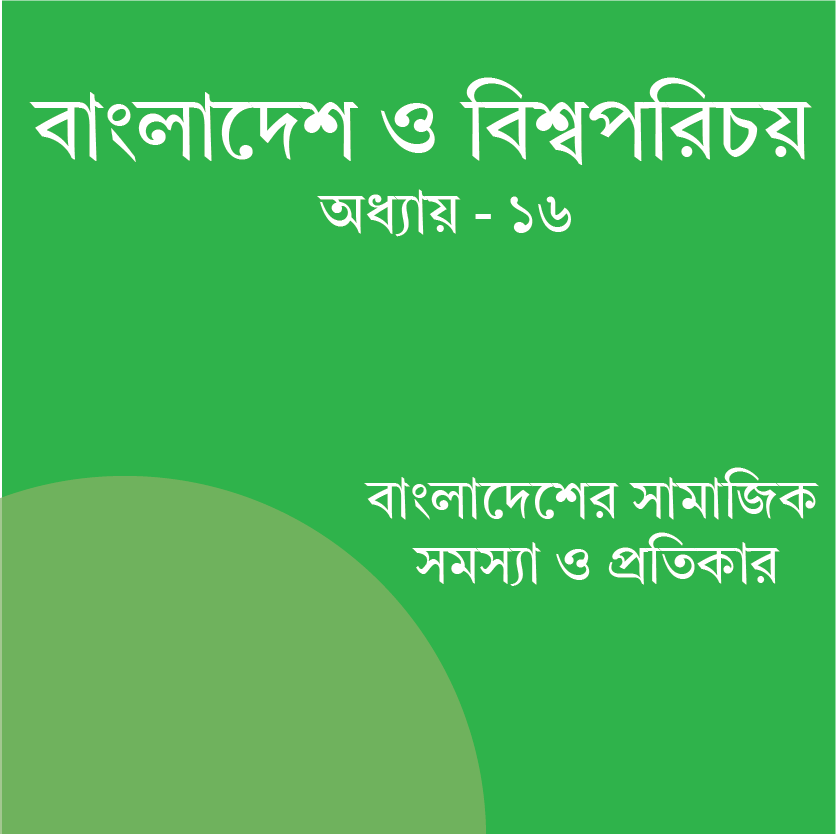 বাংলাদেশ ও বিশ্বপরিচয়
অধ্যায় - ১৬
বাংলাদেশের সামাজিক
সমস্যা ও প্রতিকার